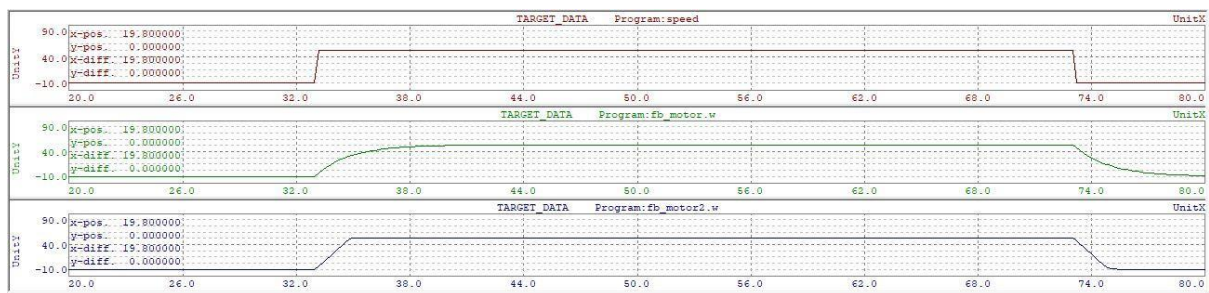 TARGET_DATA Program:speed UnitX
90.0 x-pos. 19.800000
y-pos. 0.000000
40.0 x-diff. 19.800000
y-diff. 0.000000
-10.0
UnitY
20.0 26.0 32.0 38.0 44.0 50.0 56.0 62.0 68.0 74.0 80.0
TARGET_DATA Program:fb_motor.w UnitX
90.0 x-pos. 19.800000
y-pos. 0.000000
40.0 x-diff. 19.800000
y-diff. 0.000000
-10.0
UnitY
20.0 26.0 32.0 38.0 44.0 50.0 56.0 62.0 68.0 74.0 80.0
TARGET_DATA Program:fb_motor2.w UnitX
90.0 x-pos. 19.800000
y-pos. 0.000000
40.0 x-diff. 19.800000
y-diff. 0.000000
-10.0
UnitY
20.0 26.0 32.0 38.0 44.0 50.0 56.0 62.0 68.0 74.0 80.0